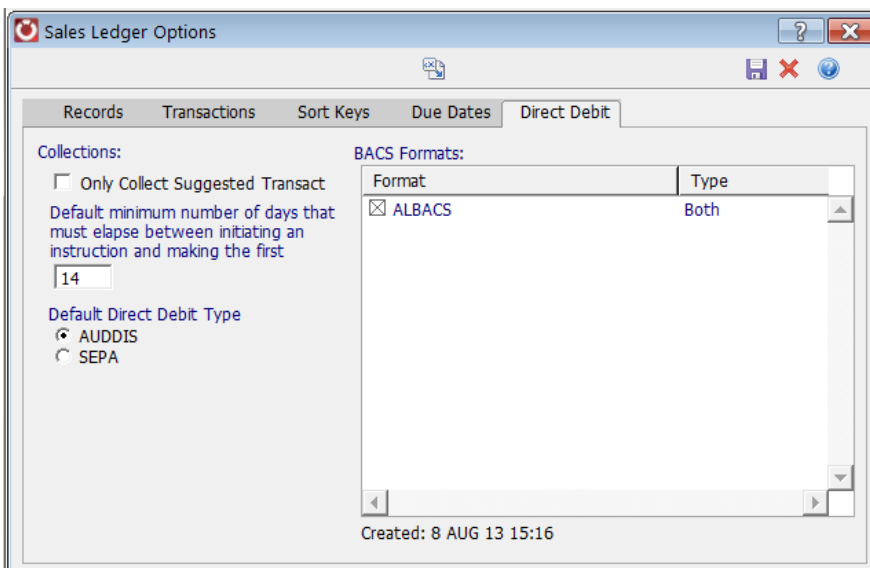 Sales Ledger Options
Records Transactions Sort Keys Due Dates Direct Debit
Collections:
Only Collect Suggested Transact
Default minimum number of days that
must elapse between initiating an
instruction and making the first
14
Default Direct Debit Type
AUDDIS
SEPA
BACS Formats:
Format Type
ALBACS Both
Created: 8 AUG 13 15:16